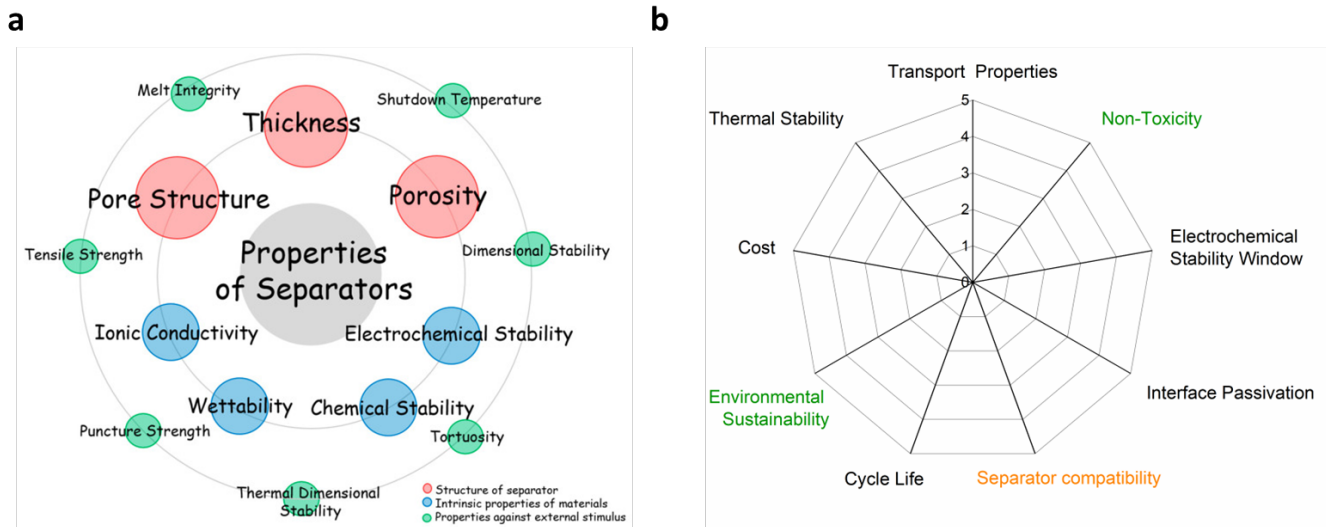 a
Melt Integrity
Shutdown Temperature
Thickness
Pore Structure
Porosity
Tensile Strength
Properties
of Separators
Dimensional Stability
Ionic Conductivity
Electrochemical Stability
Wettability
Chemical Stability
Puncture Strength
Tortuosity
Thermal Dimensional
Stability
Structure of separator
Intrinsic properties of materials
Properties against external stimulus
b
Transport Properties
Thermal Stability
Non-Toxicity
5
4
3
2
1
0
Cost
Electrochemical
Stability Window
Environmental
Sustainability
Interface Passivation
Cycle Life
Separator compatibility